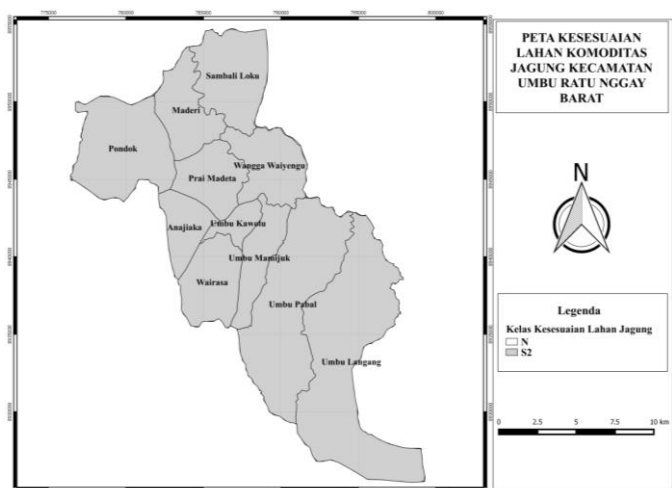 PETA KESESUAIAN
LAHAN KOMODITAS
JAGUNG KECAMATAN
UMBU RATU NGGAY
BARAT
N
Legenda
Kelas Kesesuaian Lahan Jagung
N
S2
0 2.5 5 7.5 10 km
Sambali Loku
Maderi
Pondok
Wangga Waiyengu
Prai Madeta
Anajiaka
Umbu Kawolu
Umbu Mamijuk
Wairasa
Umbu Pabal
Umbu Langang